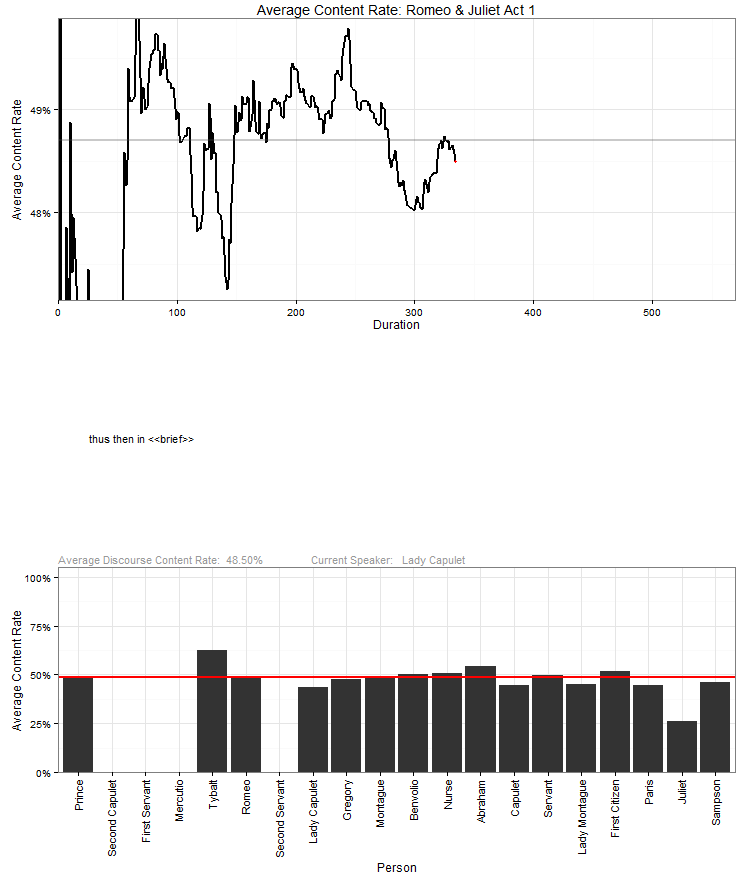 Average Content Rate: Romeo & Juliet Act 1
Average Content Rate
49%
48%
0 100 200 300 400 500
Duration
thus then in <<brief>>
Average Discourse Content Rate: 48.50% Current Speaker: Lady Capulet
Average Content Rate
100%
75%
50%
25%
0%
Prince
Second Capulet
First Servant
Mercutio
Tybalt
Romeo
Second Servant
Lady Capulet
Gregory
Montague
Benvolio
Nurse
Abraham
Capulet
Servant
Lady Montague
First Citizen
Paris
Juliet
Sampson
Person